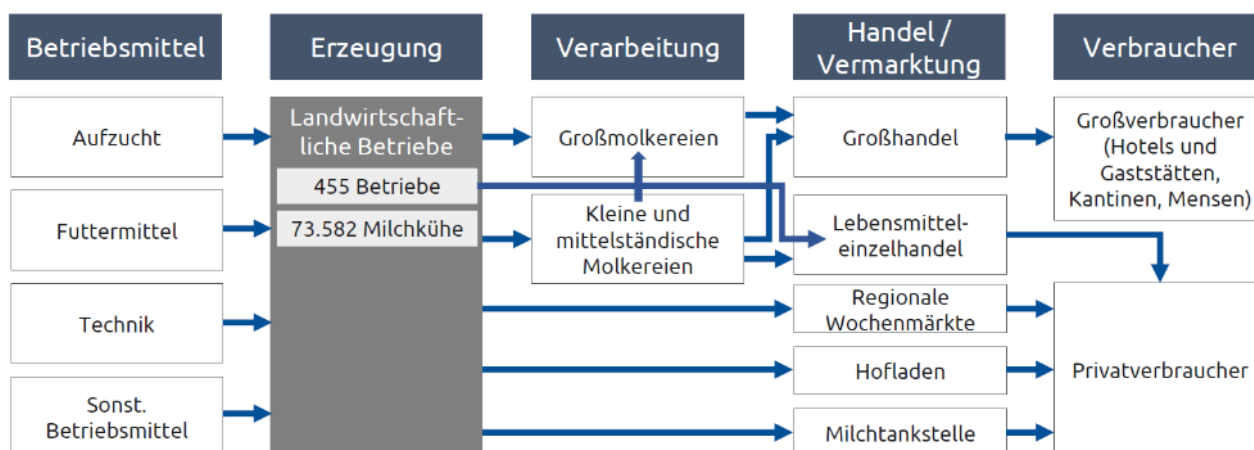 Betriebsmittel
Erzeugung
Verarbeitung
Handel /
Vermarktung
Verbraucher
Aufzucht
Futtermittel
Technik
Sonst.
Betriebsmittel
Landwirtschaft-
liche Betriebe
455 Betriebe
73.582 Milchkühe
Großmolkereien
Kleine und
mittelständische
Molkereien
Großhandel
Lebensmittel-
einzelhandel
Regionale
Wochenmärkte
Hofladen
Milchtankstelle
Großverbraucher
(Hotels und
Gaststätten,
Kantinen, Mensen)
Privatverbraucher